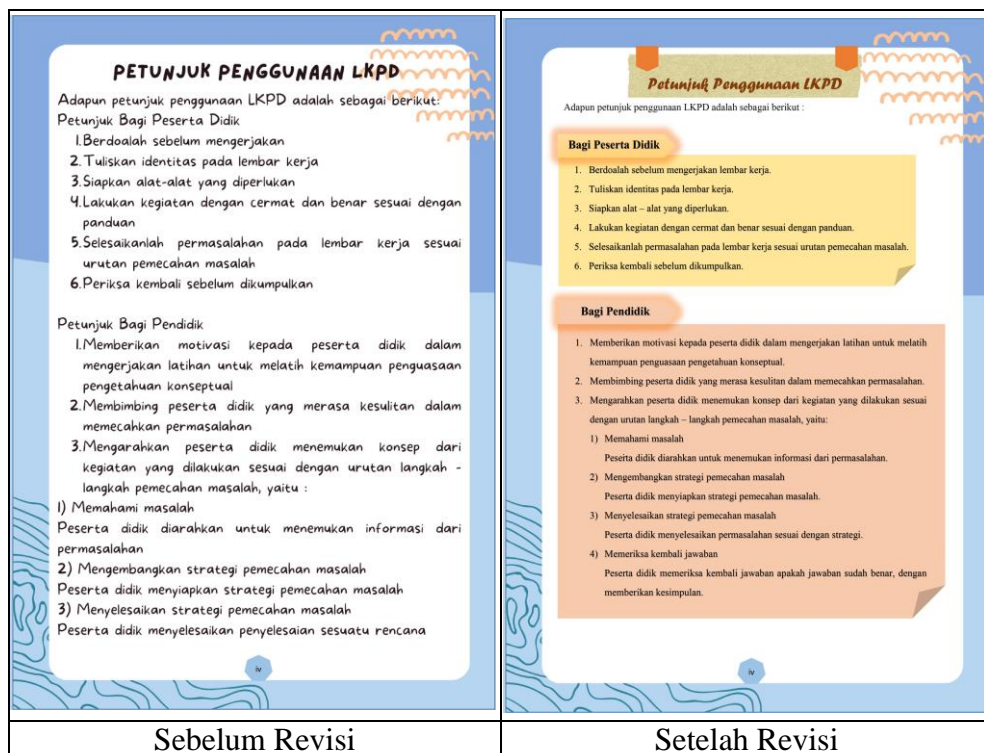 PETUNJUK PENGGUNAAN LKPD
Adapun petunjuk penggunaan LKPD adalah sebagai berikut:
Petunjuk Bagi Peserta Didik
1.Berdoalah sebelum mengerjakan
2.Tuliskan identitas pada lembar kerja
3.Siapkan alat-alat yang diperlukan
4.Lakukan kegiatan dengan cermat dan benar sesuai dengan
panduan
5.Selesaikanlah permasalahan pada lembar kerja sesuai
urutan pemecahan masalah
6.Periksa kembali sebelum dikumpulkan
Petunjuk Bagi Pendidik
1.Memberikan motivasi kepada peserta didik dalam
mengerjakan latihan untuk melatih kemampuan penguasaan
pengetahuan konseptual
2.Membimbing peserta didik yang merasa kesulitan dalam
memecahkan permasalahan
3.Mengarahkan peserta didik menemukan konsep dari
kegiatan yang dilakukan sesuai dengan urutan langkah -
langkah pemecahan masalah, yaitu :
1) Memahami masalah
Peserta didik diarahkan untuk menemukan informasi dari
permasalahan
2) Mengembangkan strategi pemecahan masalah
Peserta didik menyiapkan strategi pemecahan masalah
3) Menyelesaikan strategi pemecahan masalah
Peserta didik menyelesaikan penyelesaian sesuatu rencana
iv
Sebelum Revisi
Petunjuk Penggunaan LKPD
Adapun petunjuk penggunaan LKPD adalah sebagai berikut :
Bagi Peserta Didik
1. Berdoalah sebelum mengerjakan lembar kerja.
2. Tuliskan identitas pada lembar kerja.
3. Siapkan alat – alat yang diperlukan.
4. Lakukan kegiatan dengan cermat dan benar sesuai dengan panduan.
5. Selesaikanlah permasalahan pada lembar kerja sesuai urutan pemecahan masalah.
6. Periksa kembali sebelum dikumpulkan.
Bagi Pendidik
1. Memberikan motivasi kepada peserta didik dalam mengerjakan latihan untuk melatih
kemampuan penguasaan pengetahuan konseptual.
2. Membimbing peserta didik yang merasa kesulitan dalam memecahkan permasalahan.
3. Mengarahkan peserta didik menemukan konsep dari kegiatan yang dilakukan sesuai
dengan urutan langkah – langkah pemecahan masalah, yaitu:
1) Memahami masalah
Peserta didik diarahkan untuk menemukan informasi dari permasalahan.
2) Mengembangkan strategi pemecahan masalah
Peserta didik menyiapkan strategi pemecahan masalah.
3) Menyelesaikan strategi pemecahan masalah
Peserta didik menyelesaikan permasalahan sesuai dengan strategi.
4) Memeriksa kembali jawaban
Peserta didik memeriksa kembali jawaban apakah jawaban sudah benar, dengan
memberikan kesimpulan.
iv
Setelah Revisi